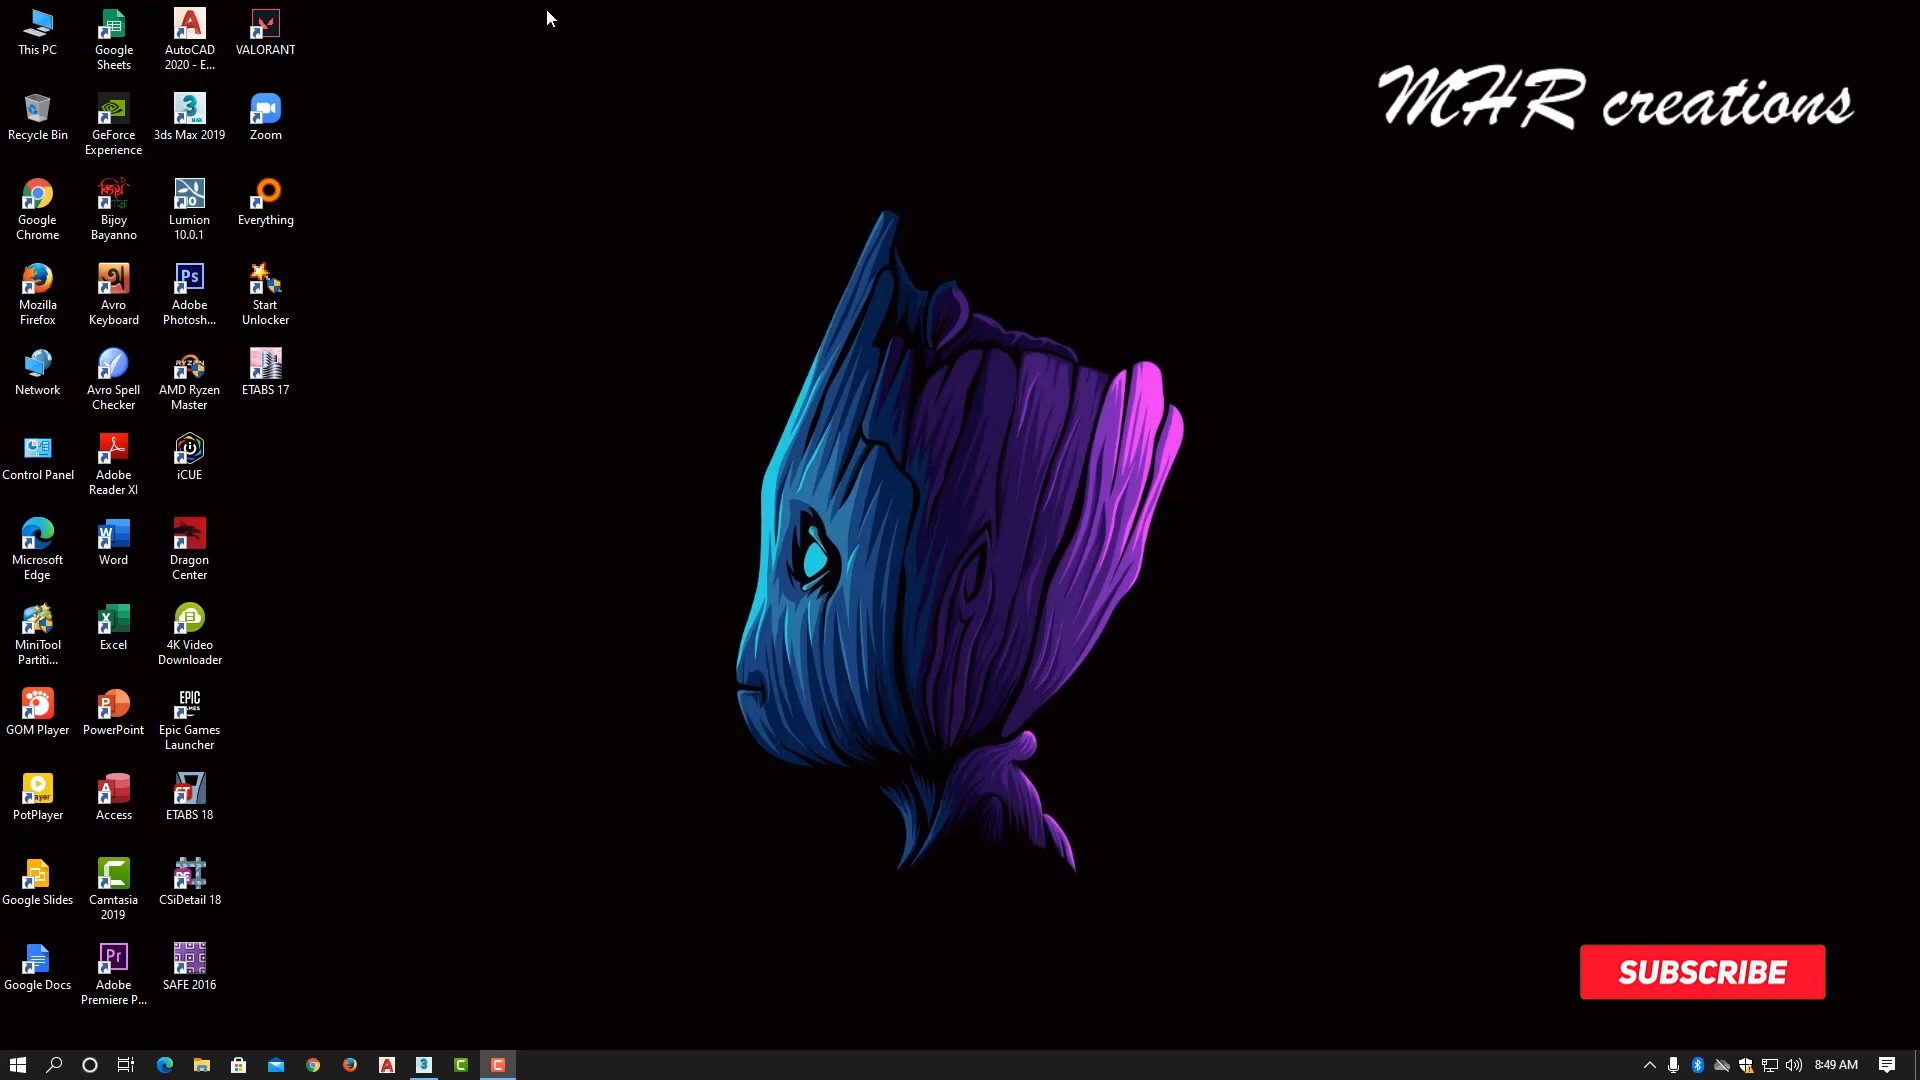 This PC
Google
Sheets
AutoCAD
2020 - E...
VALORANT
MHR creations
Recycle Bin
GeForce
Experience
3ds Max 2019
Zoom
Google
Chrome
Bijoy
Bayanno
Lumion
10.0.1
Everything
Mozilla
Firefox
Avro
Keyboard
Adobe
Photosh...
Start
Unlocker
Network
Avro Spell
Checker
AMD Ryzen
Master
ETABS 17
Control Panel
Adobe
Reader XI
iCUE
Microsoft
Edge
Word
Dragon
Center
MiniTool
Partiti...
Excel
4K Video
Downloader
GOM Player
PowerPoint
Epic Games
Launcher
PotPlayer
Access
ETABS 18
Google Slides
Camtasia
2019
CSiDetail 18
Google Docs
Adobe
Premiere P...
SAFE 2016
SUBSCRIBE
8:49 AM